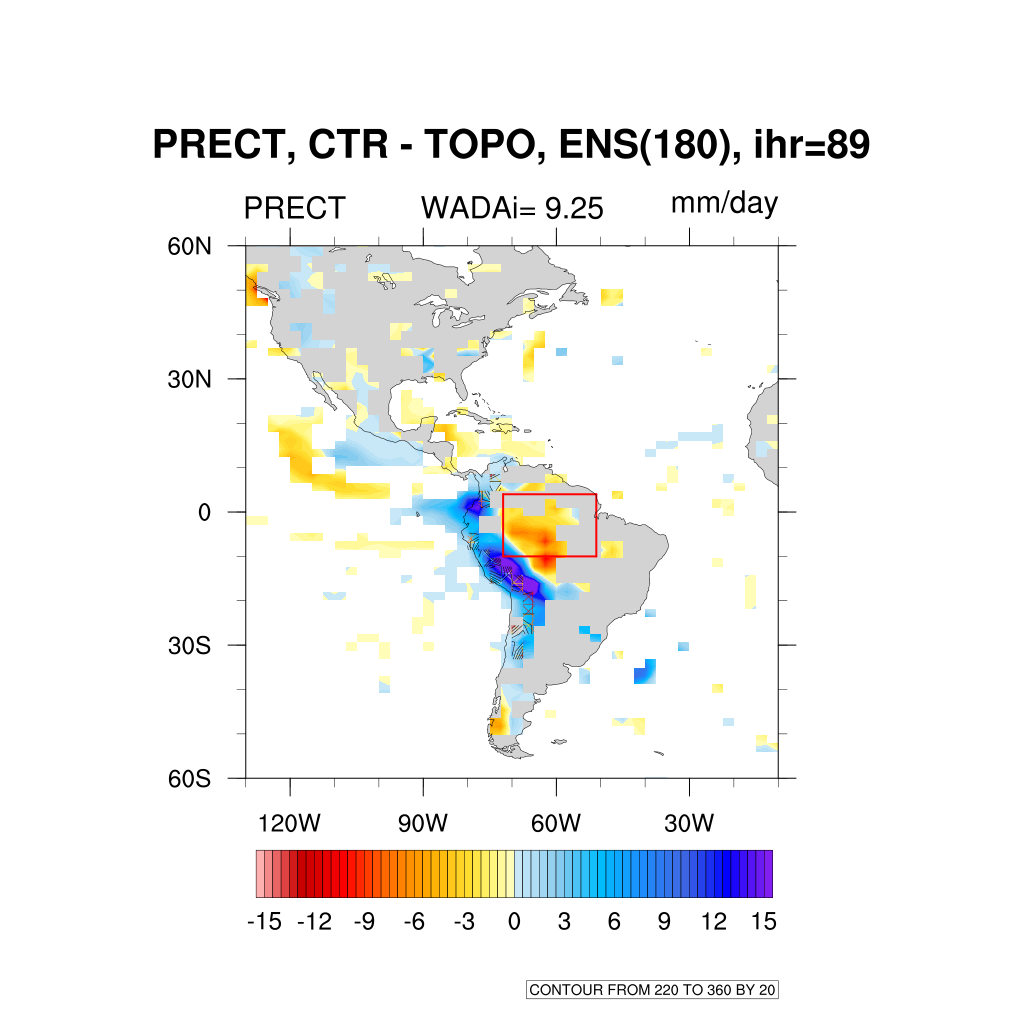 PRECT, CTR - TOPO, ENS(180), ihr=89
PRECT WADAi= 9.25 mm/day
60N
30N
0
30S
60S
120W 90W 60W 30W
-15 -12 -9 -6 -3 0 3 6 9 12 15
CONTOUR FROM 220 TO 360 BY 20